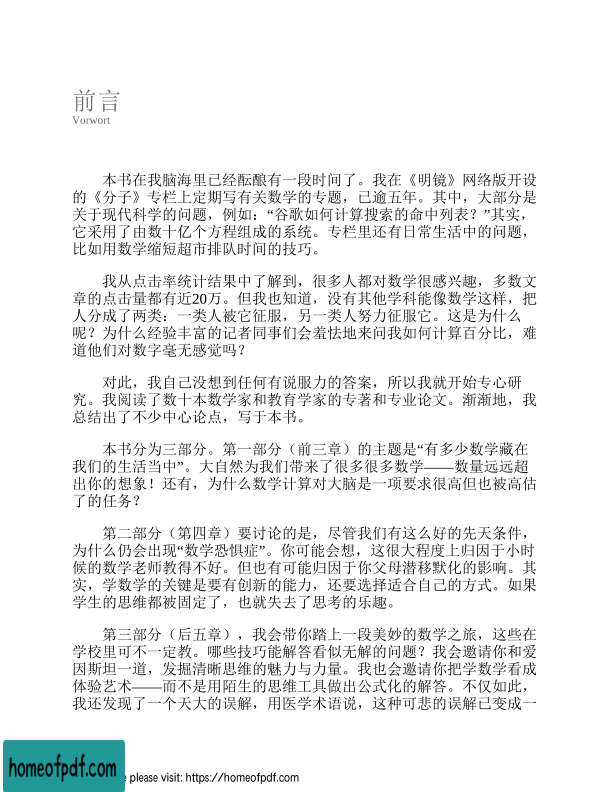 前言
Vorwort
本书在我脑海里已经酝酿有一段时间了。我在《明镜》网络版开设
的《分子》专栏上定期写有关数学的专题，已逾五年。其中，大部分是
关于现代科学的问题，例如：“谷歌如何计算搜索的命中列表？”其实，
它采用了由数十亿个方程组成的系统。专栏里还有日常生活中的问题，
比如用数学缩短超市排队时间的技巧。
我从点击率统计结果中了解到，很多人都对数学很感兴趣，多数文
章的点击量都有近20万。但我也知道，没有其他学科能像数学这样，把
人分成了两类：一类人被它征服，另一类人努力征服它。这是为什么
呢？为什么经验丰富的记者同事们会羞怯地来问我如何计算百分比，难
道他们对数字毫无感觉吗？
对此，我自己没想到任何有说服力的答案，所以我就开始专心研
究。我阅读了数十本数学家和教育学家的专著和专业论文。渐渐地，我
总结出了不少中心论点，写于本书。
本书分为三部分。第一部分（前三章）的主题是“有多少数学藏在
我们的生活当中”。大自然为我们带来了很多很多数学——数量远远超
出你的想象！还有，为什么数学计算对大脑是一项要求很高但也被高估
了的任务？
第二部分（第四章）要讨论的是，尽管我们有这么好的先天条件，
为什么仍会出现“数学恐惧症”。你可能会想，这很大程度上归因于小时
候的数学老师教得不好。但也有可能归因于你父母潜移默化的影响。其
实，学数学的关键是要有创新的能力，还要选择适合自己的方式。如果
学生的思维都被固定了，也就失去了思考的乐趣。
第三部分（后五章），我会带你踏上一段美妙的数学之旅，这些在
学校里可不一定教。哪些技巧能解答看似无解的问题？我会邀请你和爱
因斯坦一道，发掘清晰思维的魅力与力量。我也会邀请你把学数学看成
体验艺术——而不是用陌生的思维工具做出公式化的解答。不仅如此，
我还发现了一个天大的误解，用医学术语说，这种可悲的误解已变成一
homeofpdf.com
please visit: https://homeofpdf.com